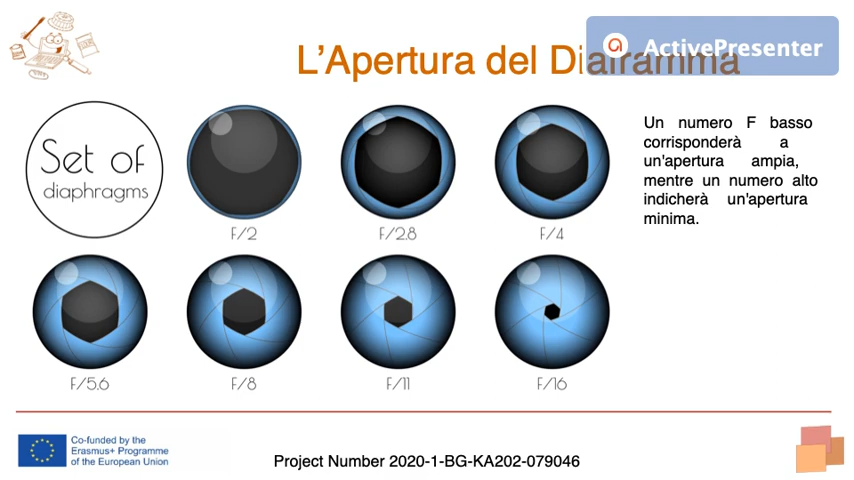 L'Apertura del Diaframma
ActivePresenter
Set of
diaphragms
F/2
F/2.8
F/4
F/5.6
F/8
F/11
F/16
Un numero F basso
corrisponderà a
un'apertura ampia,
mentre un numero alto
indicherà un'apertura
minima.
Co-funded by the
Erasmus+ Programme
of the European Union
Project Number 2020-1-BG-KA202-079046